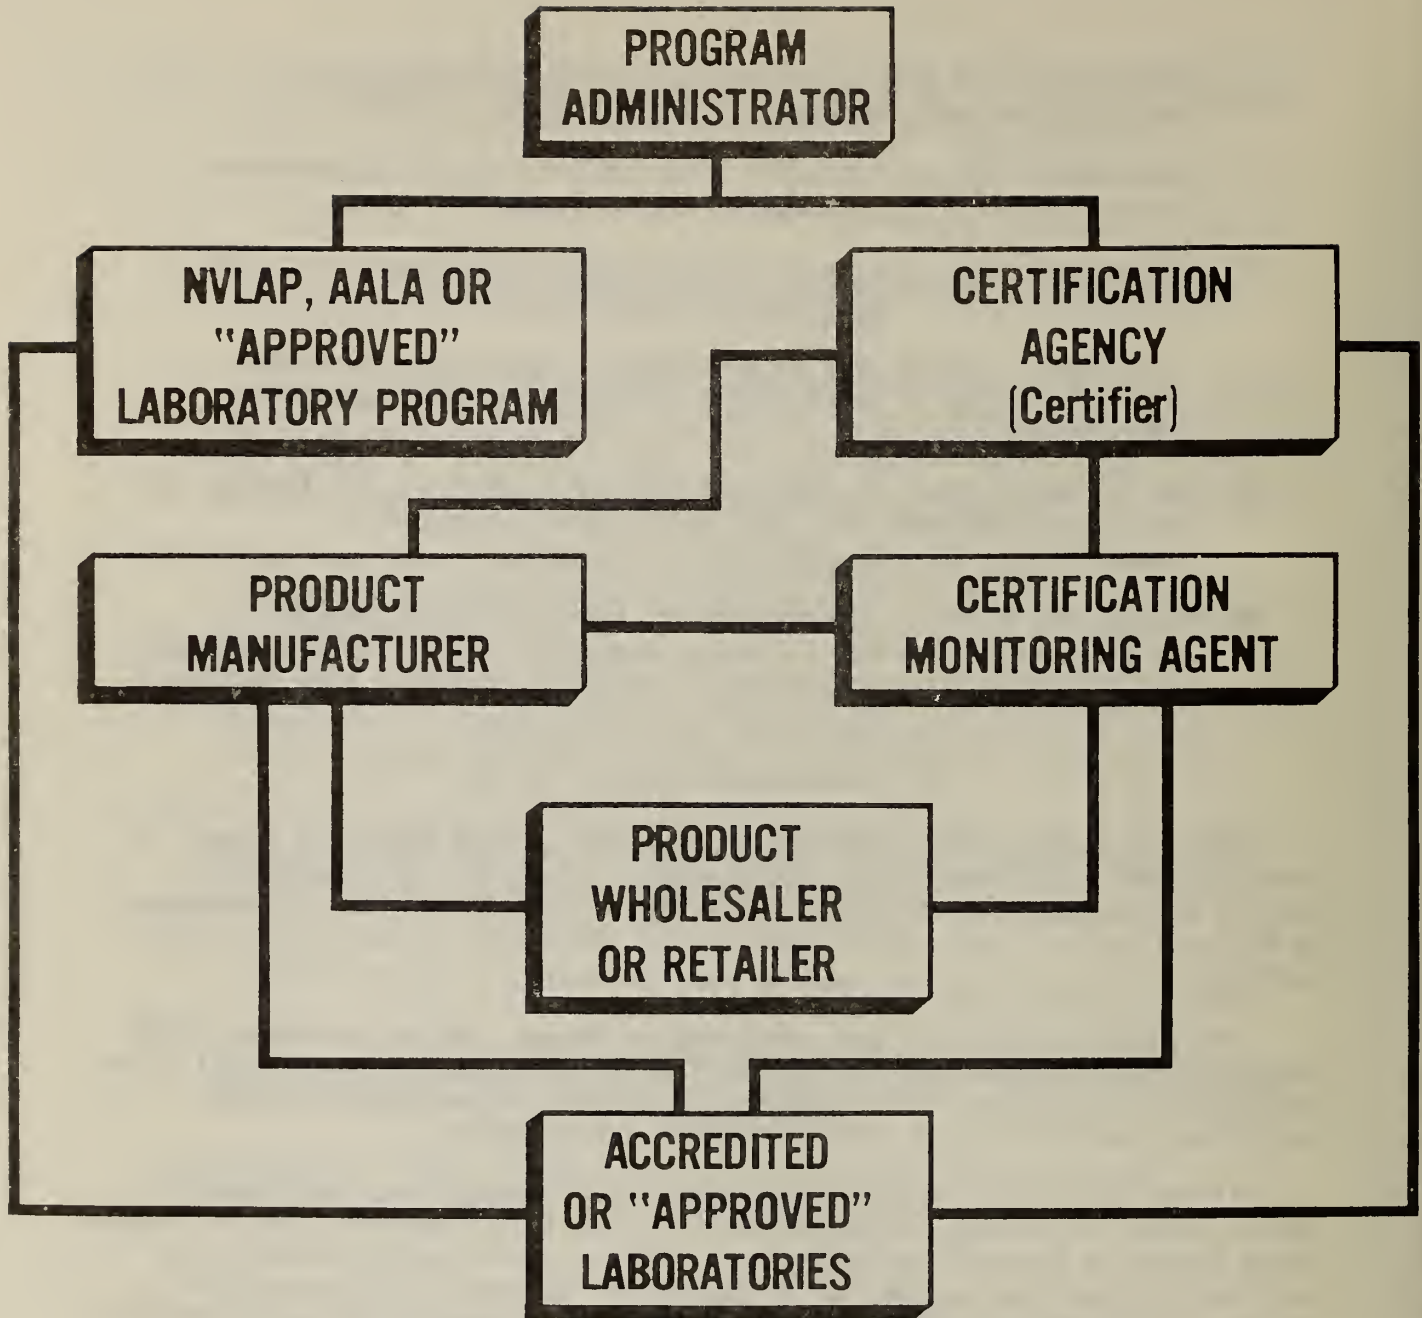 PROGRAM
ADMINISTRATOR
NVLAP, AALA OR
"APPROVED"
LABORATORY PROGRAM
CERTIFICATION
AGENCY
(Certifier)
PRODUCT
MANUFACTURER
CERTIFICATION
MONITORING AGENT
PRODUCT
WHOLESALER
OR RETAILER
ACCREDITED
OR "APPROVED"
LABORATORIES